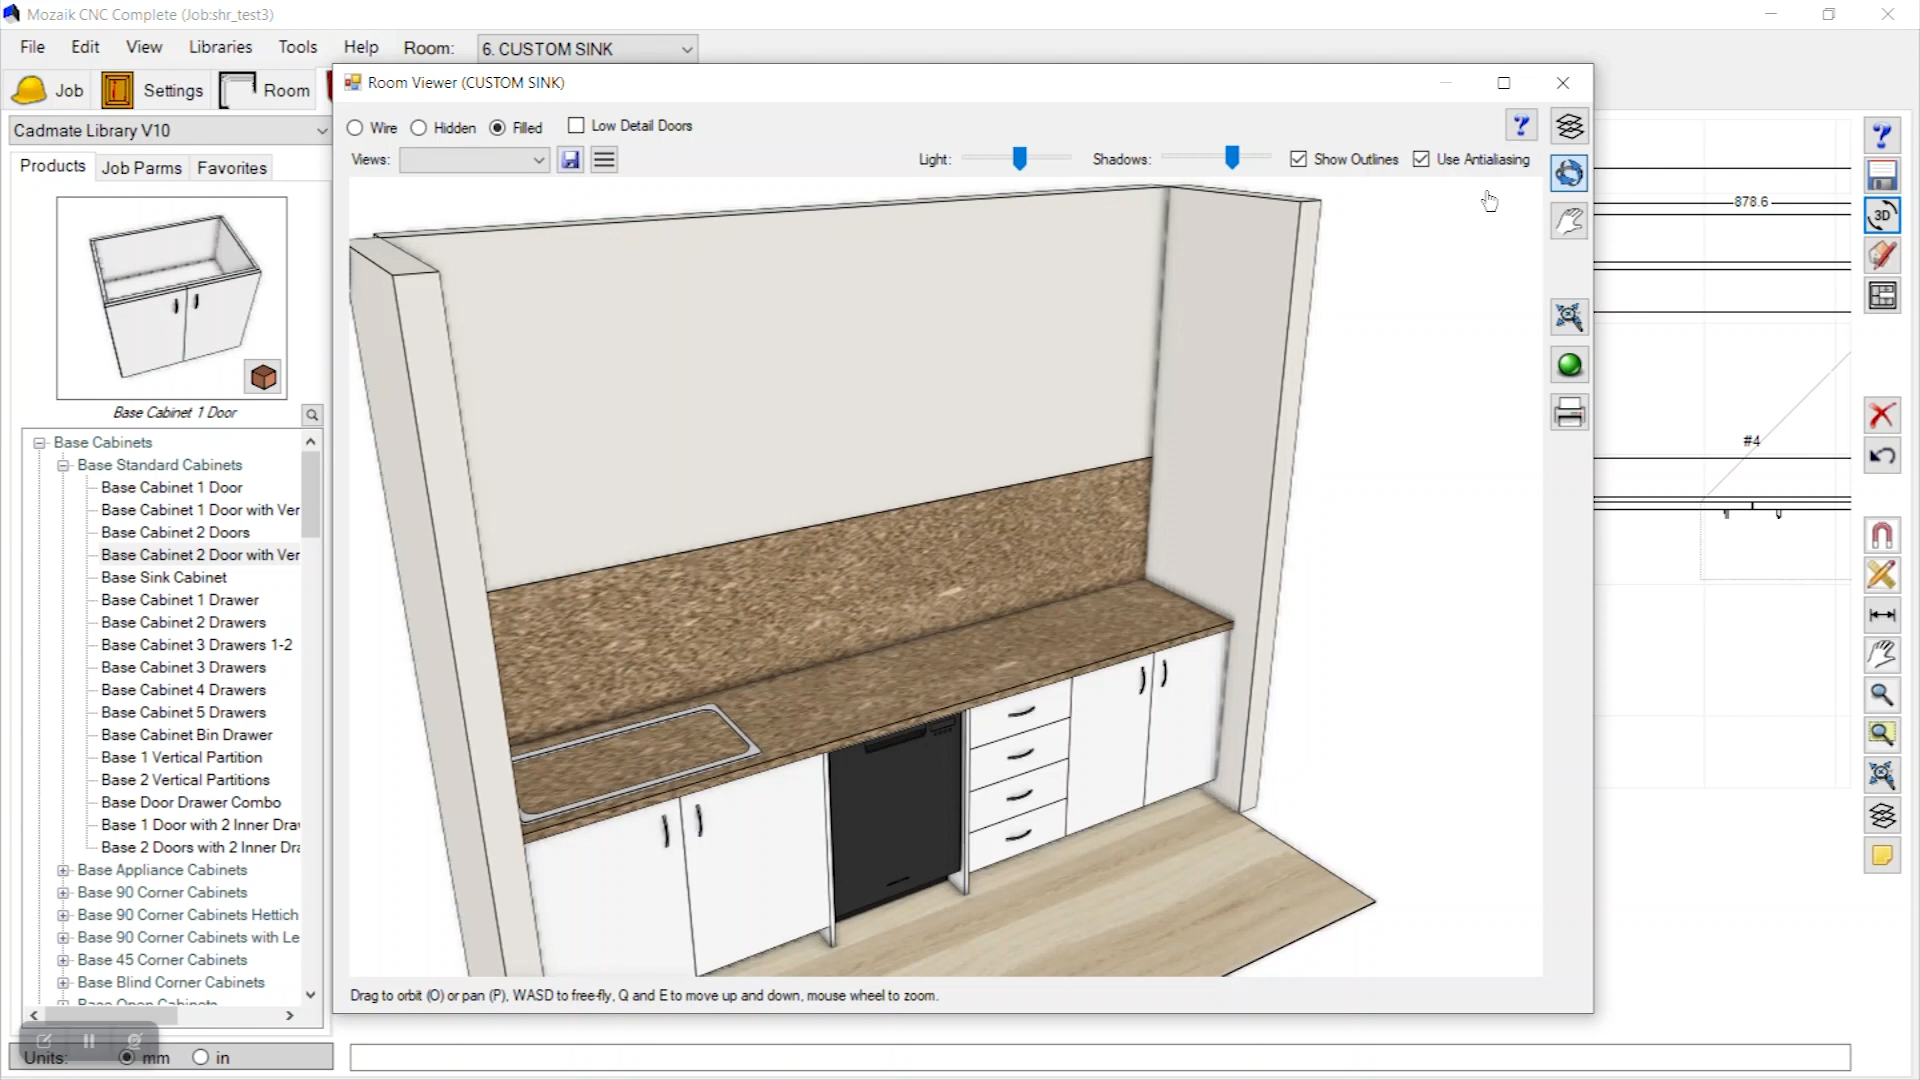 Mozaik CNC Complete (Job:shr_test3)
File Edit View Libraries Tools Help Room: 6. CUSTOM SINK
Job Settings Room
Room Viewer (CUSTOM SINK)
Wire Hidden Filled Low Detail Doors
Views: Light: Shadows: Show Outlines Use Antialiasing
Cadmate Library V10
Products Job Parms Favorites
Base Cabinet 1 Door
Base Cabinets
Base Standard Cabinets
Base Cabinet 1 Door
Base Cabinet 1 Door with Ver
Base Cabinet 2 Doors
Base Cabinet 2 Door with Ver
Base Sink Cabinet
Base Cabinet 1 Drawer
Base Cabinet 2 Drawers
Base Cabinet 3 Drawers 1-2
Base Cabinet 3 Drawers
Base Cabinet 4 Drawers
Base Cabinet 5 Drawers
Base Cabinet Bin Drawer
Base 1 Vertical Partition
Base 2 Vertical Partitions
Base Door Drawer Combo
Base 1 Door with 2 Inner Dra
Base 2 Doors with 2 Inner Dra
Base Appliance Cabinets
Base 90 Corner Cabinets
Base 90 Corner Cabinets Hettich
Base 90 Corner Cabinets with Le
Base 45 Corner Cabinets
Base Blind Corner Cabinets
Base Open Cabinets
Units: mm in
Drag to orbit (O) or pan (P), WASD to free-fly, Q and E to move up and down, mouse wheel to zoom.
878.6
#4
3D